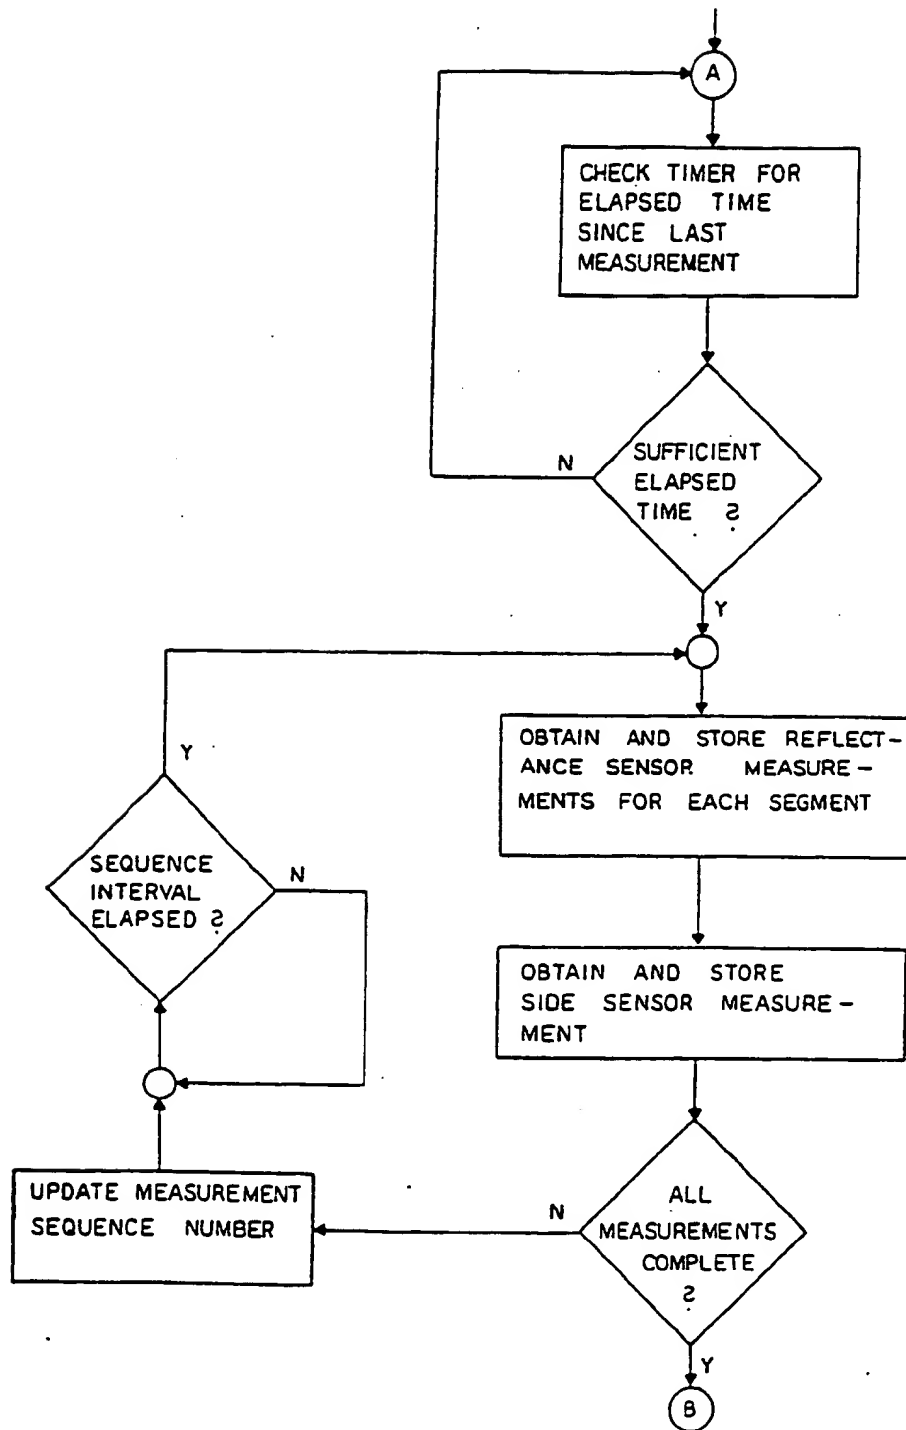 A
CHECK TIMER FOR
ELAPSED TIME
SINCE LAST
MEASUREMENT
SUFFICIENT
ELAPSED
TIME ?
N
Y
OBTAIN AND STORE REFLECT-
ANCE SENSOR MEASURE-
MENTS FOR EACH SEGMENT
Y
SEQUENCE
INTERVAL
ELAPSED ?
N
OBTAIN AND STORE
SIDE SENSOR MEASURE-
MENT
UPDATE MEASUREMENT
SEQUENCE NUMBER
N
ALL
MEASUREMENTS
COMPLETE
?
Y
B